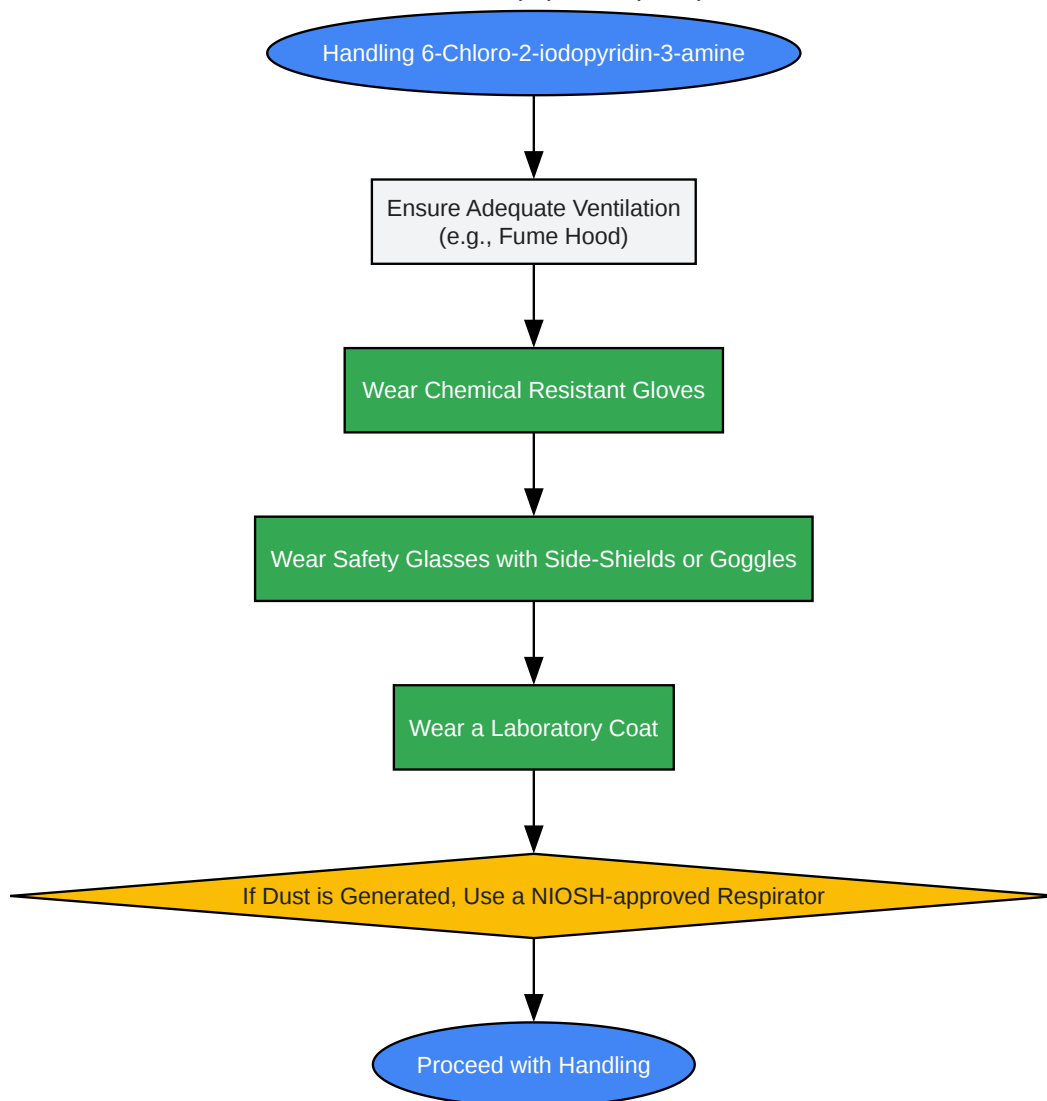 Handling 6-Chloro-2-iodopyridin-3-amine
Ensure Adequate Ventilation
(e.g., Fume Hood)
Wear Chemical Resistant Gloves
Wear Safety Glasses with Side-Shields or Goggles
Wear a Laboratory Coat
If Dust is Generated, Use a NIOSH-approved Respirator
Proceed with Handling